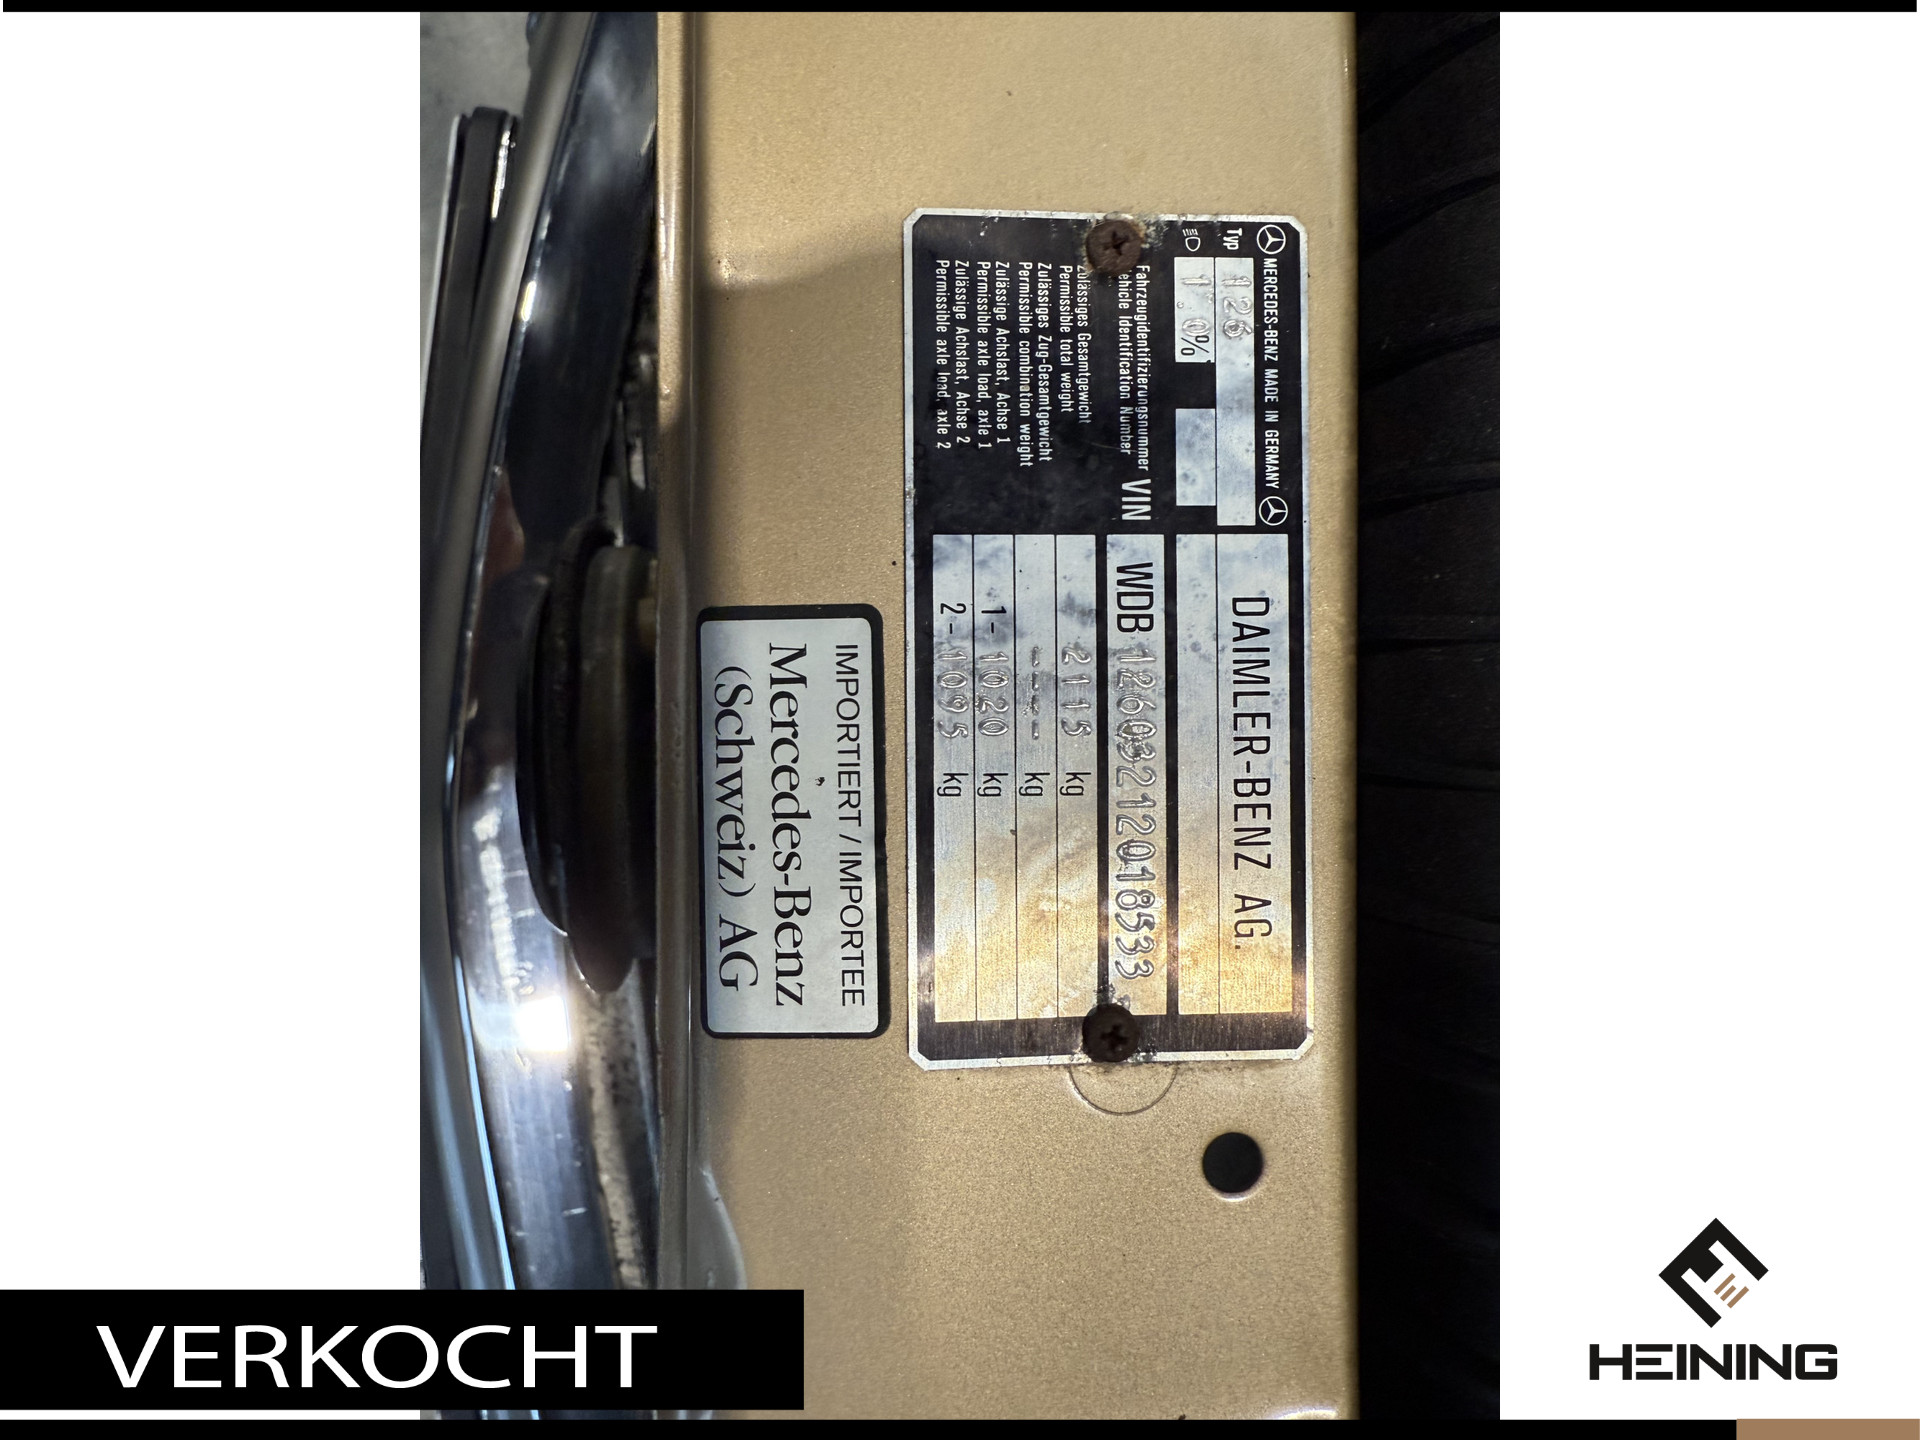 MERCEDES-BENZ MADE IN GERMANY
Typ 126
1.0%
DAIMLER-BENZ AG.
Fahrzeugidentifizierungsnummer
Vehicle Identification Number
VIN
WDB 12603212018533
Zulässiges Gesamtgewicht
Permissible total weight
2115 kg
Zulässiges Zug-Gesamtgewicht
Permissible combination weight
---- kg
Zulässige Achslast, Achse 1
Permissible axle load, axle 1
1- 1020 kg
Zulässige Achslast, Achse 2
Permissible axle load, axle 2
2- 1095 kg
IMPORTIERT / IMPORTEE
Mercedes-Benz
(Schweiz) AG
VERKOCHT
HEINING